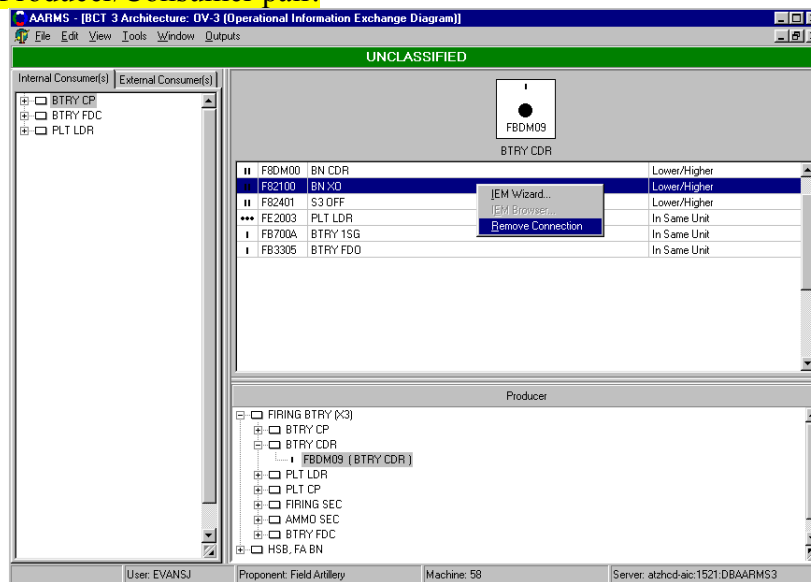 Producer/Consumer pair.
AARMS - [BCT 3 Architecture: OV-3 (Operational Information Exchange Diagram)]
File Edit View Tools Window Outputs
UNCLASSIFIED
Internal Consumer(s) External Consumer(s)
BTRY CP
BTRY FDC
PLT LDR
FBDM09
BTRY CDR
F8DM00 BN CDR Lower/Higher
F82100 BN XO Lower/Higher
F82401 S3 OFF Lower/Higher
FE2003 PLT LDR In Same Unit
FB700A BTRY 1SG In Same Unit
FB3305 BTRY FDO In Same Unit
IEM Wizard...
IEM Browser...
Remove Connection
Producer
FIRING BTRY (X3)
BTRY CP
BTRY CDR
FBDM09 ( BTRY CDR )
PLT LDR
PLT CP
FIRING SEC
AMMO SEC
BTRY FDC
HSB, FA BN
User: EVANSJ Proponent: Field Artillery Machine: 58 Server: atzhcd-aic:1521:DBAARMS3